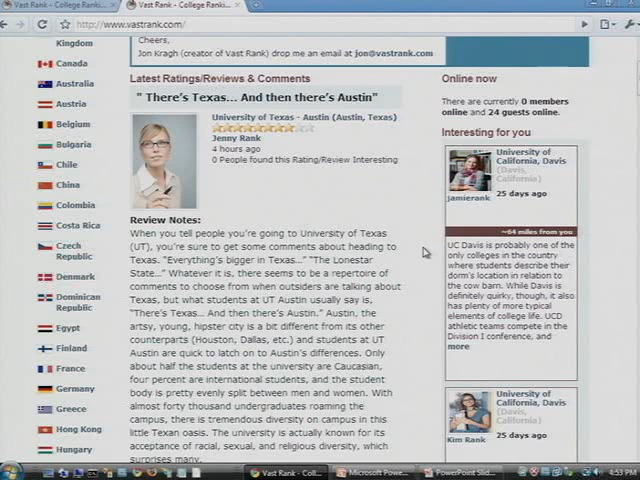 Vast Rank - College Rankin
Vast Rank - College Rankin
http://www.vastrank.com/
Kingdom
Canada
Australia
Austria
Belgium
Bulgaria
Chile
China
Colombia
Costa Rica
Czech
Republic
Denmark
Dominican
Republic
Egypt
Finland
France
Germany
Greece
Hong Kong
Hungary
Cheers,
Jon Kragh (creator of Vast Rank) drop me an email at jon@vastrank.com
Latest Ratings/Reviews & Comments
" There's Texas... And then there's Austin"
University of Texas - Austin (Austin, Texas)
Jenny Rank
4 hours ago
0 People found this Rating/Review Interesting
Review Notes:
When you tell people you're going to University of Texas
(UT), you're sure to get some comments about heading to
Texas. "Everything's bigger in Texas..." "The Lonestar
State..." Whatever it is, there seems to be a repertoire of
comments to choose from when outsiders are talking about
Texas, but what students at UT Austin usually say is,
"There's Texas... And then there's Austin." Austin, the
artsy, young, hipster city is a bit different from its other
counterparts (Houston, Dallas, etc.) and students at UT
Austin are quick to latch on to Austin's differences. Only
about half the students at the university are Caucasian,
four percent are international students, and the student
body is pretty evenly split between men and women. With
almost forty thousand undergraduates roaming the
campus, there is tremendous diversity on campus in this
little Texan oasis. The university is actually known for its
acceptance of racial, sexual, and religious diversity, which
surprises many.
Online now
There are currently 0 members
online and 24 guests online.
Interesting for you
University of
California, Davis
(Davis,
California)
25 days ago
jamierank
~64 miles from you
UC Davis is probably one of the
only colleges in the country
where students describe their
dorm's location in relation to
the cow barn. While Davis is
definitely quirky, though, it also
has plenty of more typical
elements of college life. UCD
athletic teams compete in the
Division I conference, and
more
University of
California, Davis
(Davis,
California)
25 days ago
Kim Rank
Vast Rank - Coll...
Microsoft Powe...
PowerPoint Slid...
4:53 PM